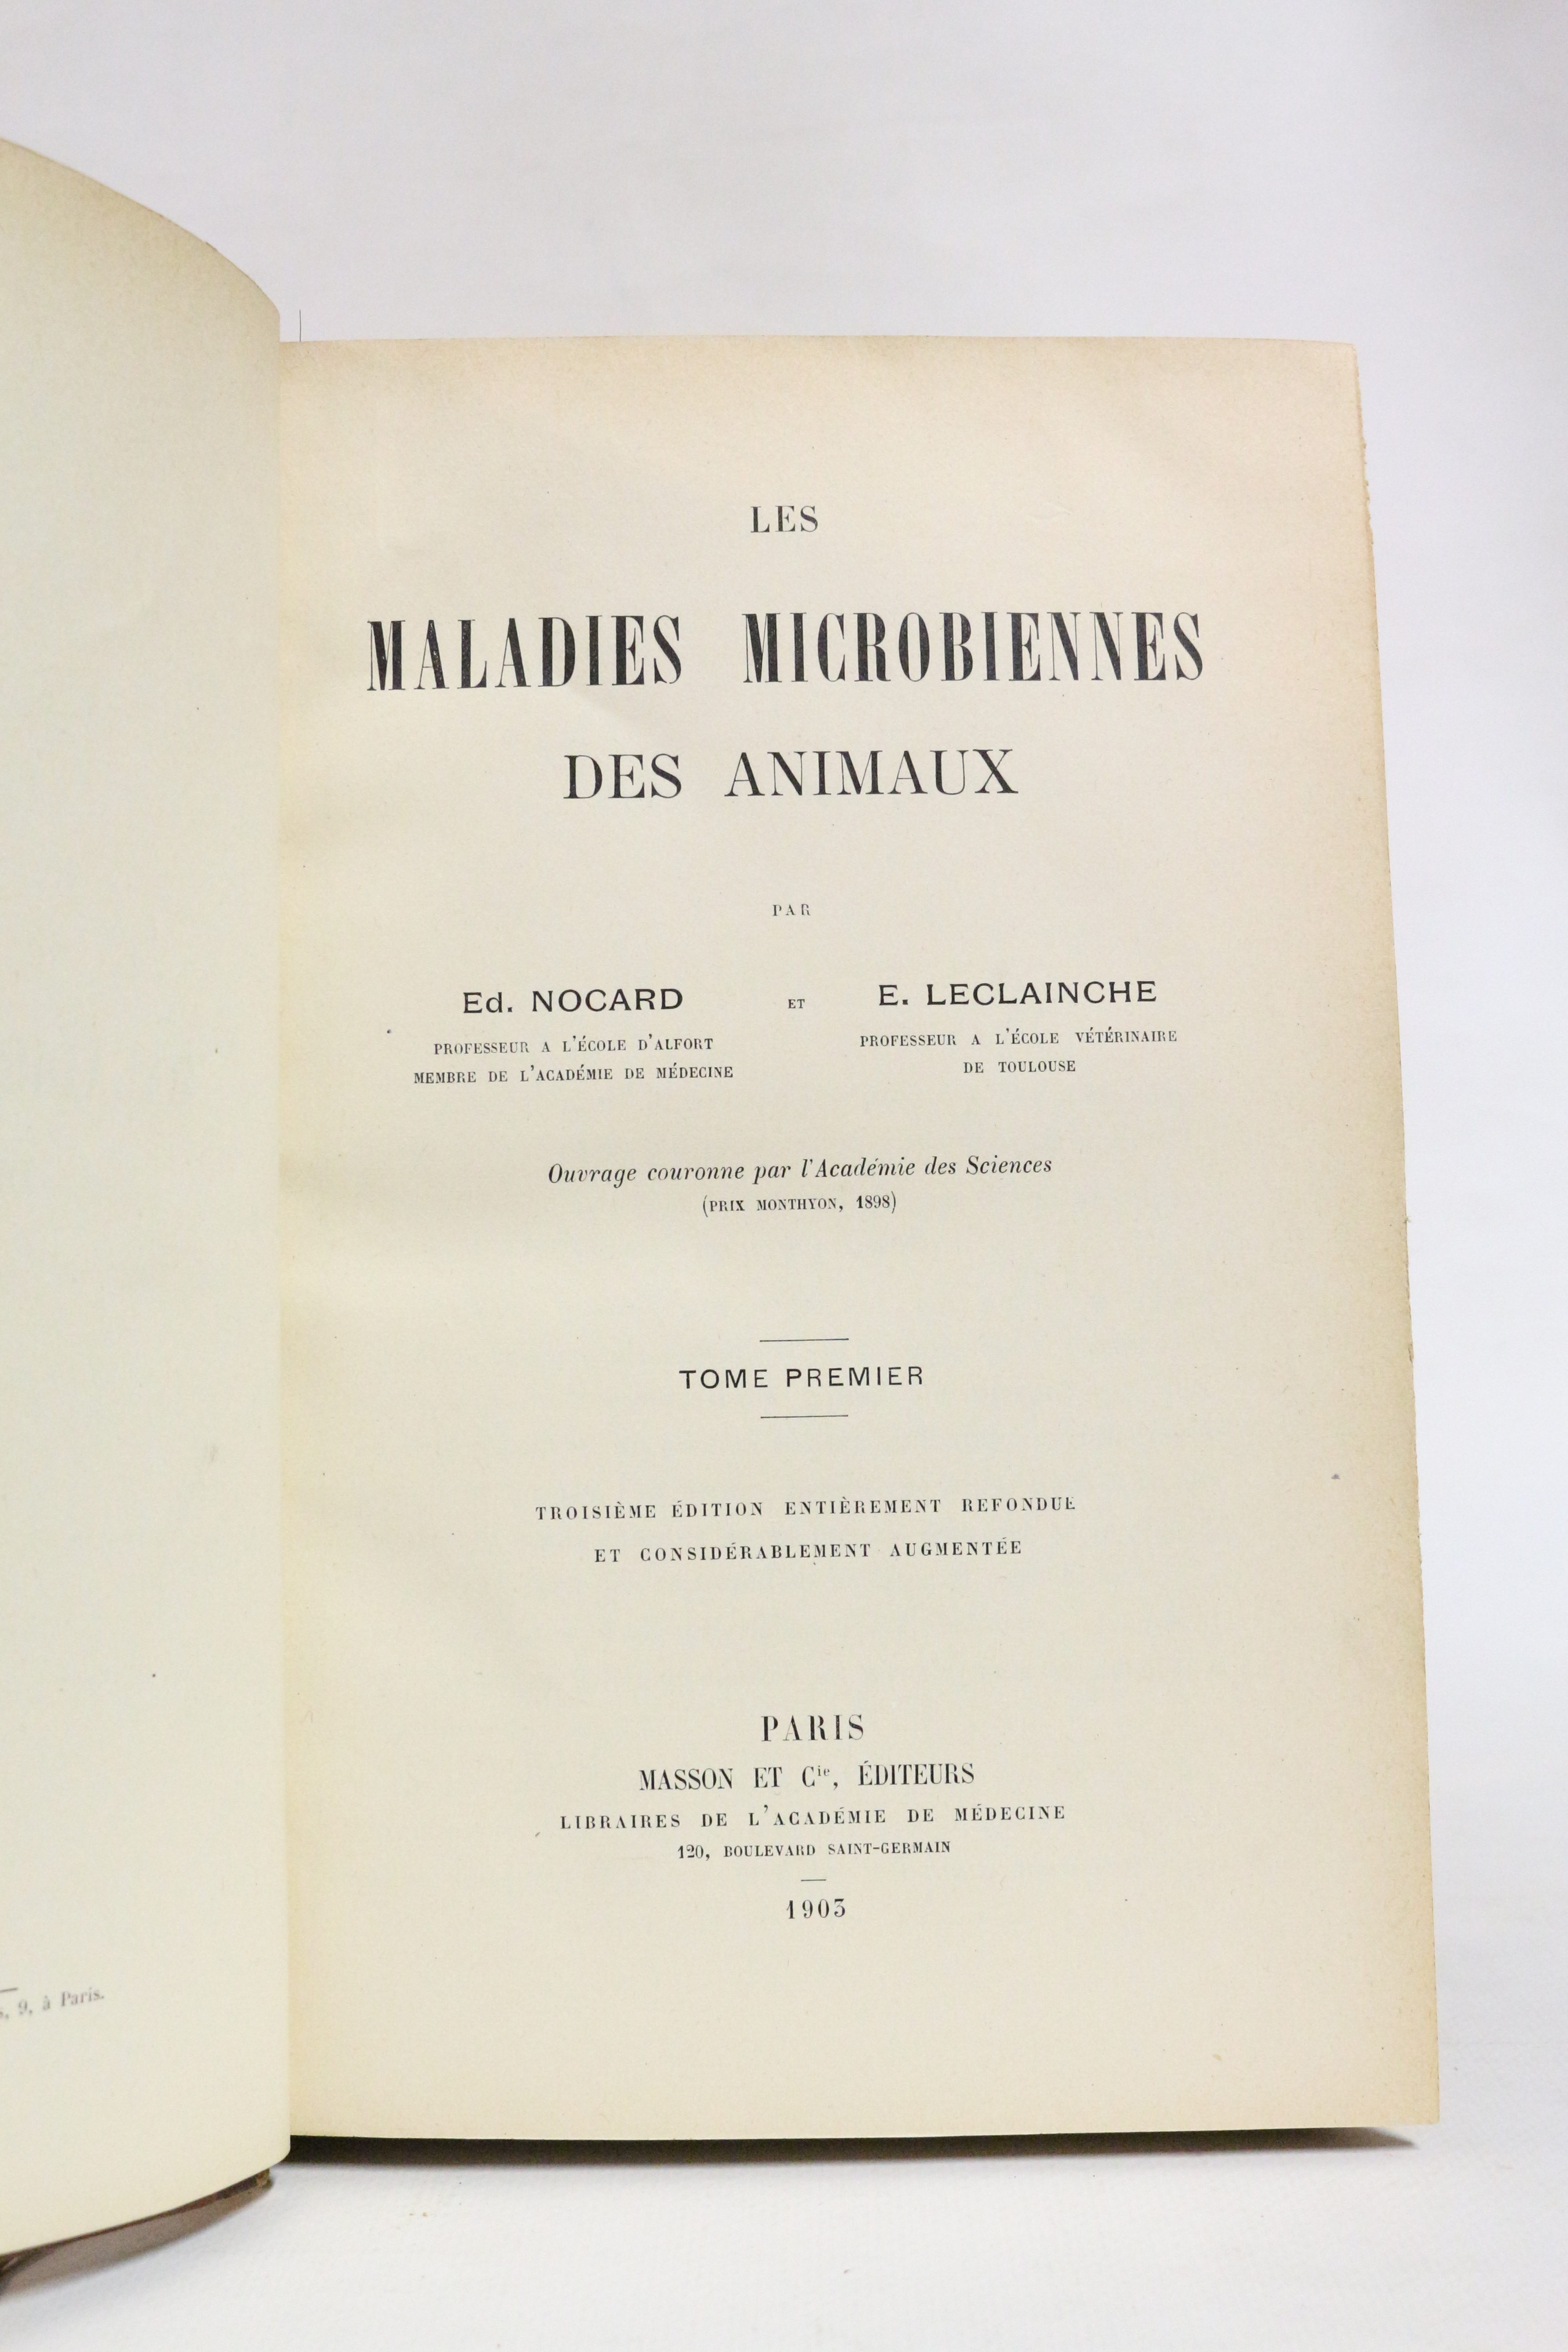 LES
MALADIES MICROBIENNES
DES ANIMAUX
PAR
Ed. NOCARD
PROFESSEUR A L'ÉCOLE D'ALFORT
MEMBRE DE L'ACADÉMIE DE MÉDECINE
ET
E. LECLAINCHE
PROFESSEUR A L'ÉCOLE VÉTÉRINAIRE
DE TOULOUSE
Ouvrage couronne par l'Académie des Sciences
(PRIX MONTHYON, 1898)
TOME PREMIER
TROISIÈME ÉDITION ENTIÈREMENT REFONDUE
ET CONSIDÉRABLEMENT AUGMENTÉE
PARIS
MASSON ET Cie, ÉDITEURS
LIBRAIRES DE L'ACADÉMIE DE MÉDECINE
120, BOULEVARD SAINT-GERMAIN
1903
9, à Paris.